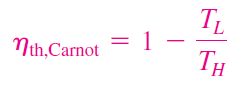 η_th,Carnot = 1 − T_L / T_H